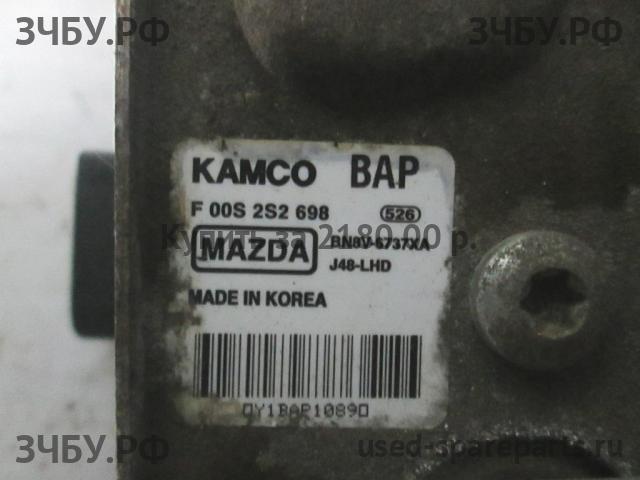 ЗЧБУ.РФ ЗЧБУ.РФ
KAMCO BAP
F 00S 2S2 698 526
Купить за 2180.00 р.
MAZDA BN8V-6737XA
J48-LHD
MADE IN KOREA
0Y1BAP10890
ЗЧБУ.РФ used-spareparts.ru